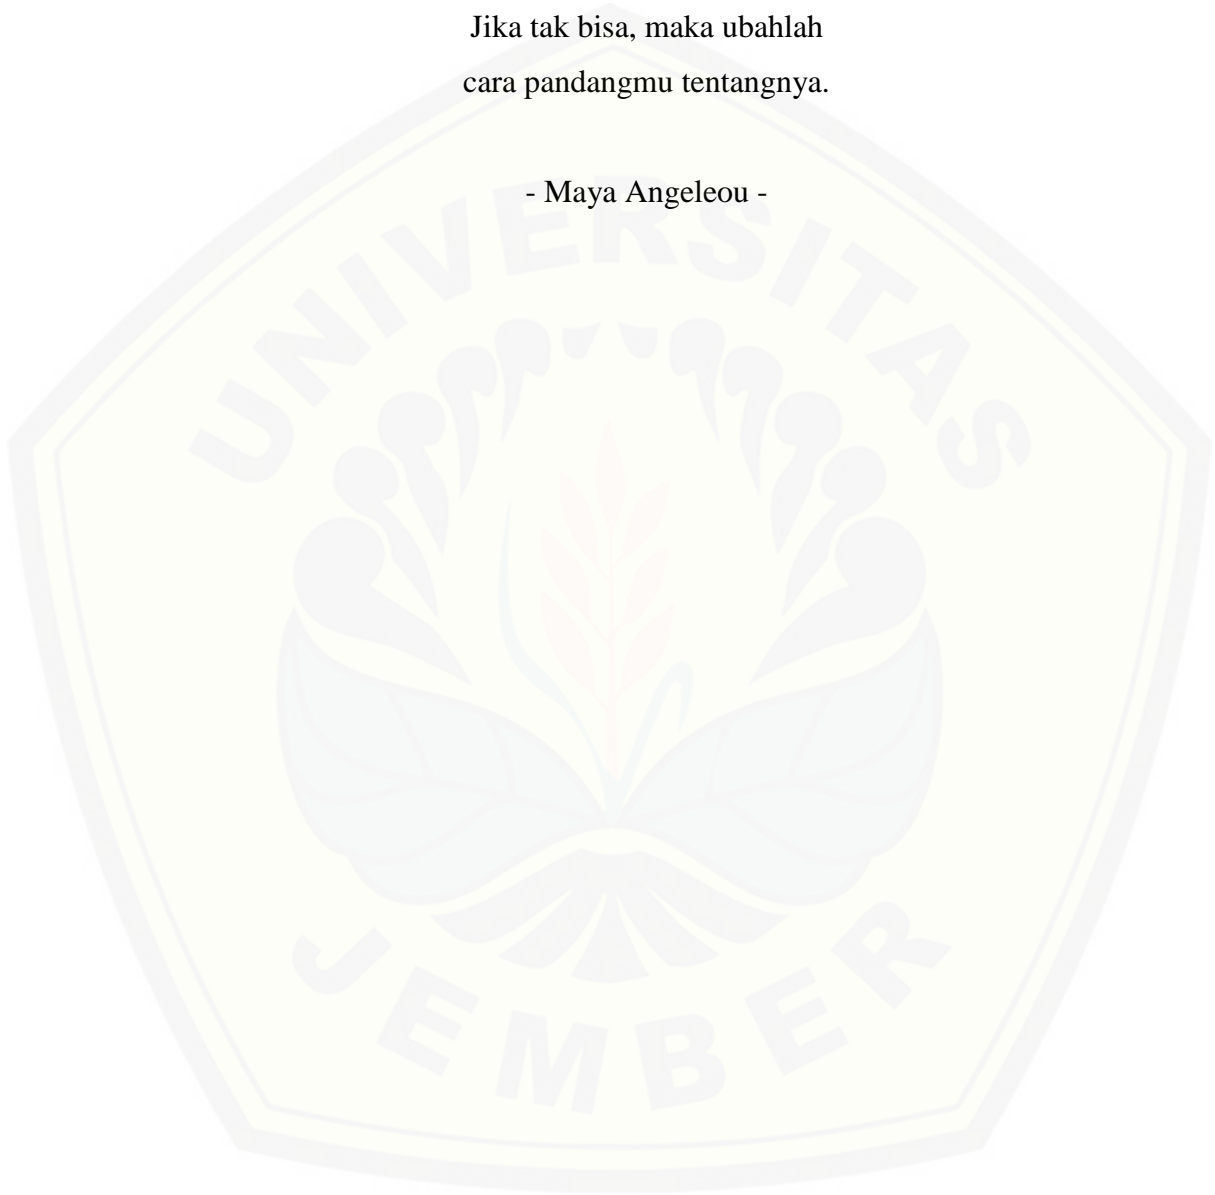 Jika tak bisa, maka ubahlah
cara pandangmu tentangnya.
- Maya Angeleou -
UNIVERSITAS
JEMBER